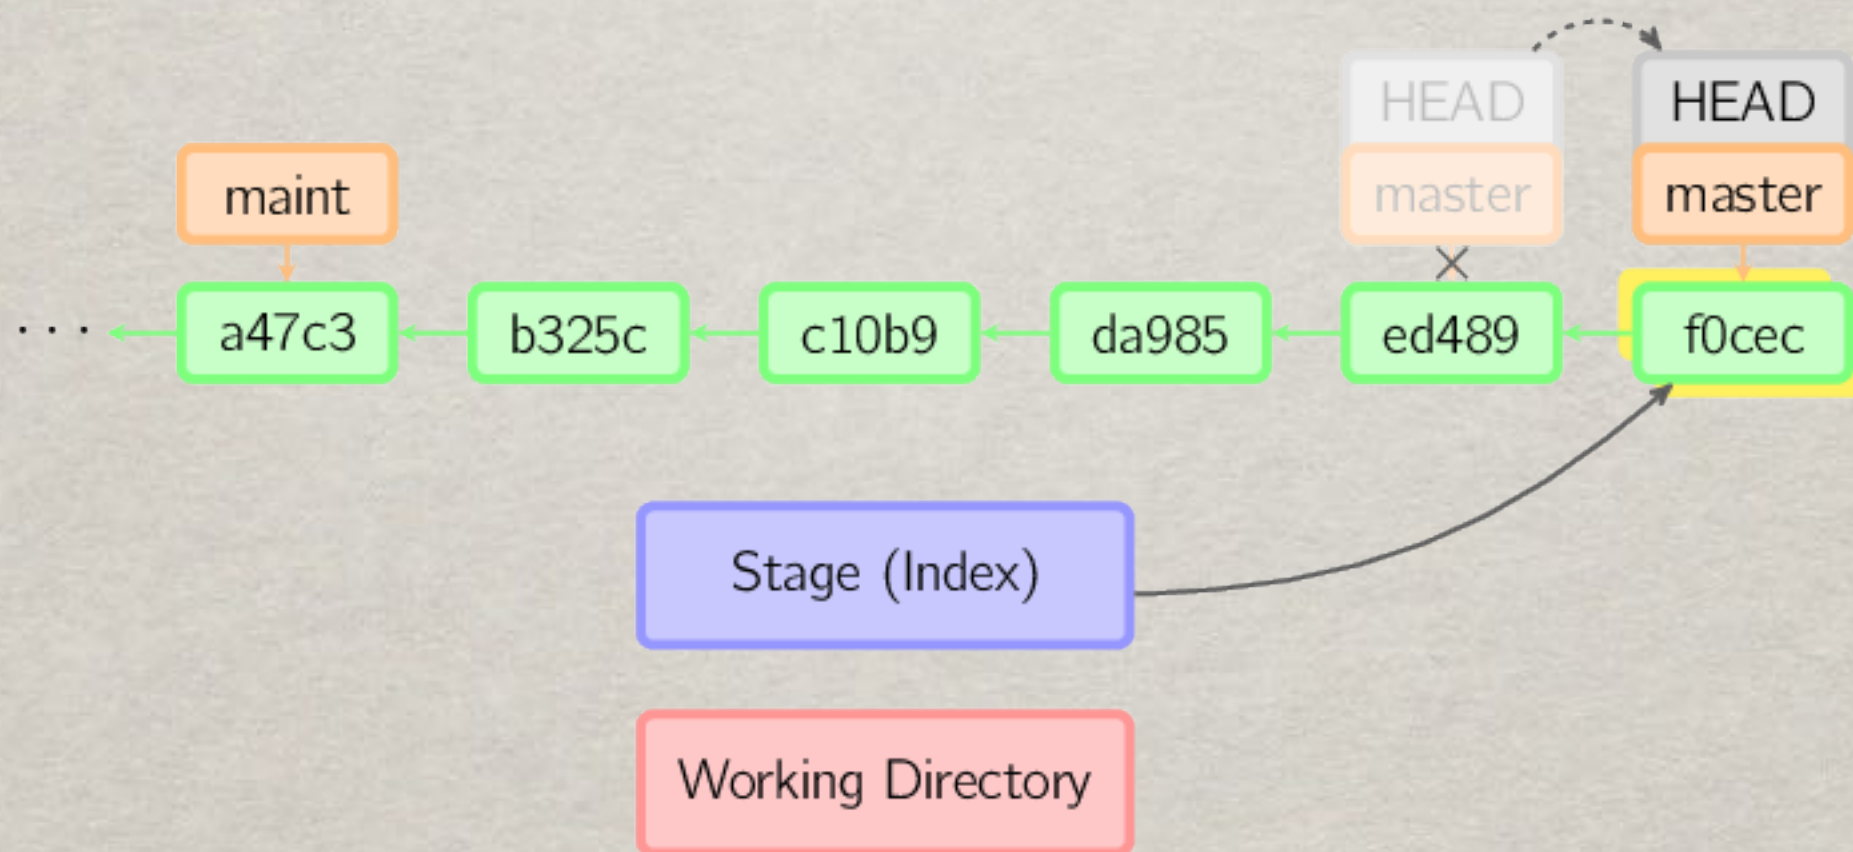 HEAD HEAD
maint master master
... a47c3 b325c c10b9 da985 ed489 f0cec
Stage (Index)
Working Directory